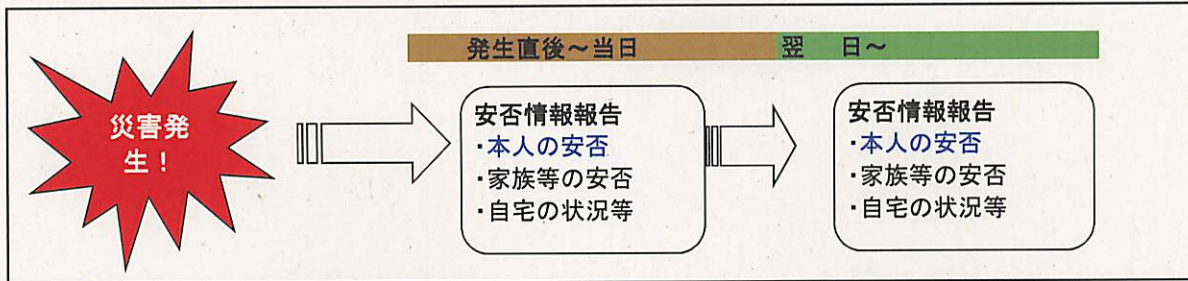 発生直後～当日
翌　日～
災害発
生！
安否情報報告
・本人の安否
・家族等の安否
・自宅の状況等
安否情報報告
・本人の安否
・家族等の安否
・自宅の状況等